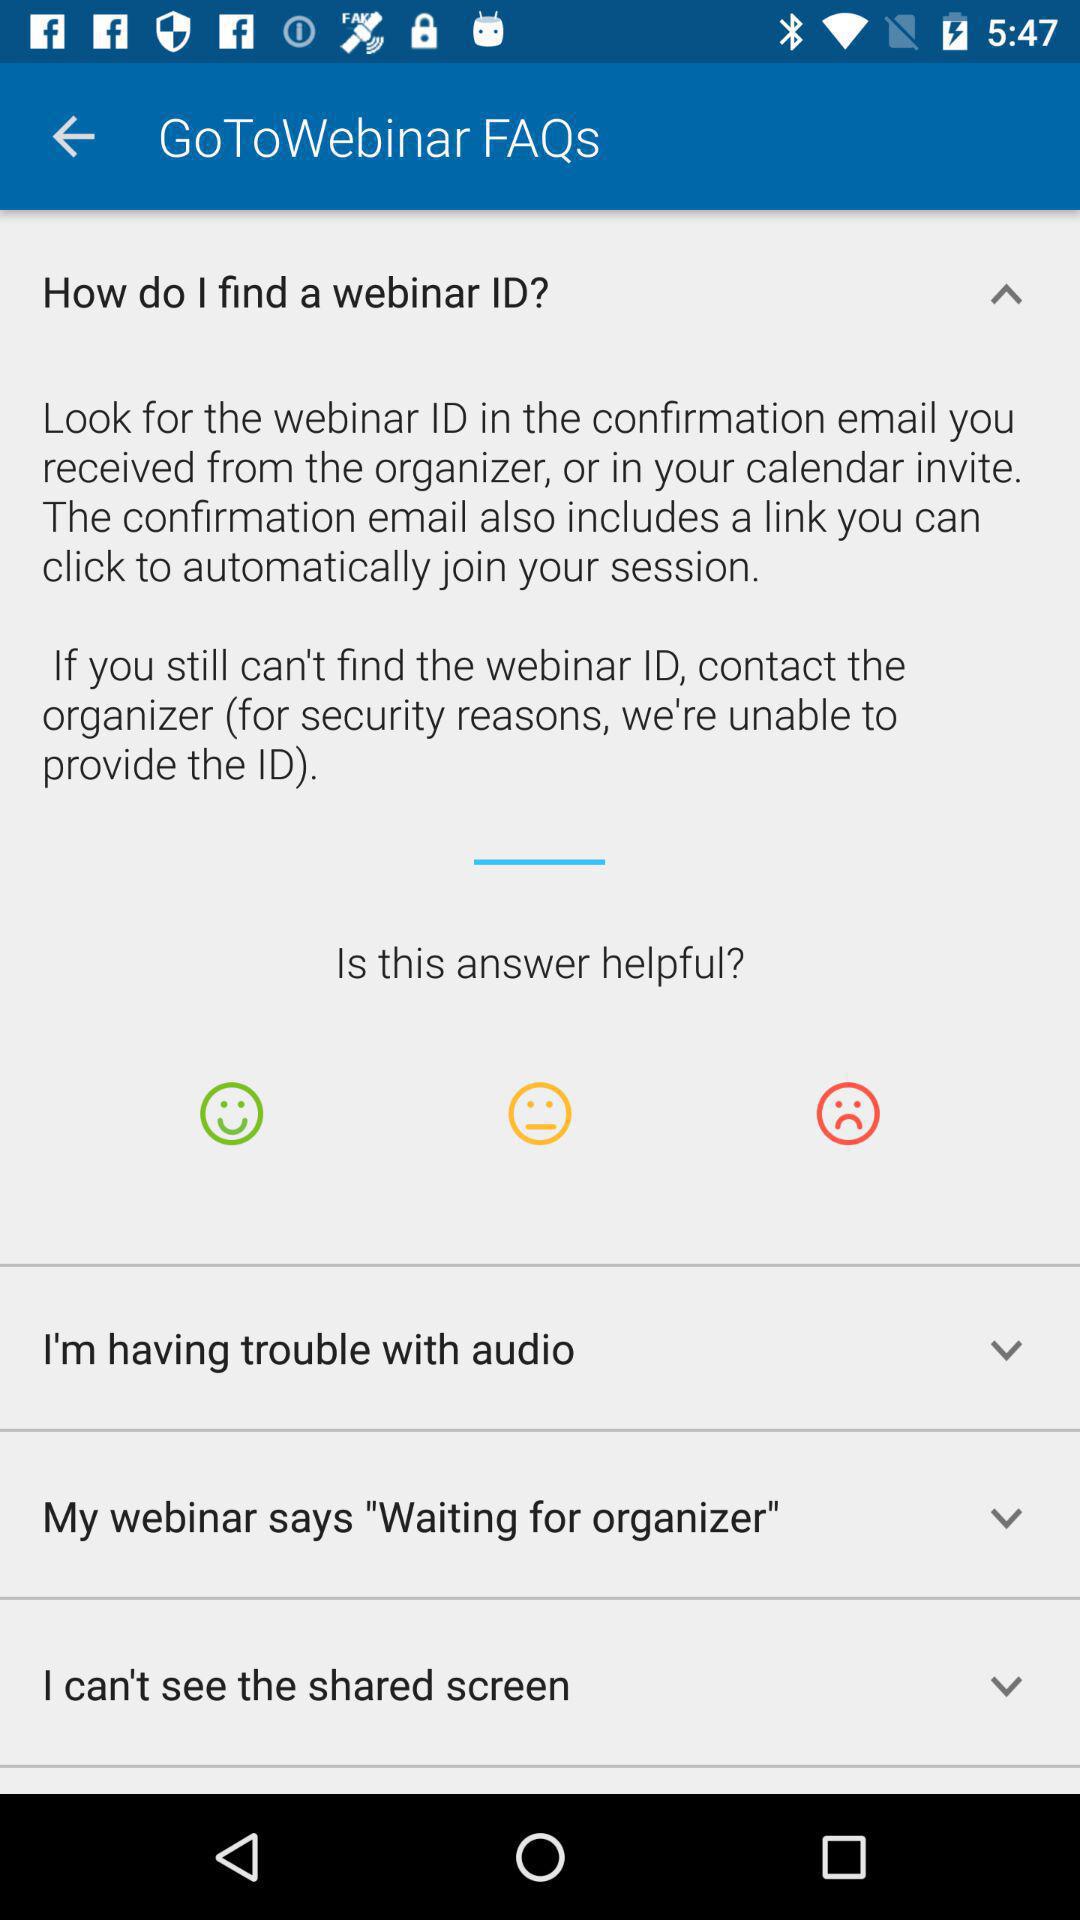 FAKE
5:47
GoToWebinar FAQs
How do I find a webinar ID?
Look for the webinar ID in the confirmation email you
received from the organizer, or in your calendar invite.
The confirmation email also includes a link you can
click to automatically join your session.
If you still can't find the webinar ID, contact the
organizer (for security reasons, we're unable to
provide the ID).
Is this answer helpful?
I'm having trouble with audio
My webinar says "Waiting for organizer"
I can't see the shared screen